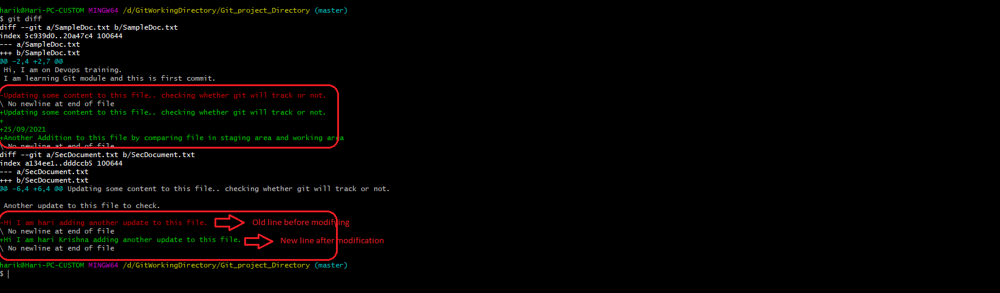 harik@Hari-PC-CUSTOM MINGW64 /d/GitWorkingDirectory/Git_project_Directory (master)
$ git diff
diff --git a/SampleDoc.txt b/SampleDoc.txt
index 5c939d0..20a47c4 100644
--- a/SampleDoc.txt
+++ b/SampleDoc.txt
@@ -2,4 +2,7 @@
 Hi, I am on Devops training.
 I am learning Git module and this is first commit.
-Updating some content to this file.. checking whether git will track or not.
\ No newline at end of file
+Updating some content to this file.. checking whether git will track or not.
+
+25/09/2021
+Another Addition to this file by comparing file in staging area and working area
\ No newline at end of file
diff --git a/SecDocument.txt b/SecDocument.txt
index a134ee1..dddccb5 100644
--- a/SecDocument.txt
+++ b/SecDocument.txt
@@ -6,4 +6,4 @@ Updating some content to this file.. checking whether git will track or not.
 Another update to this file to check.
-Hi I am hari adding another update to this file. Old line before modifying
\ No newline at end of file
+Hi I am hari Krishna adding another update to this file. New line after modification
\ No newline at end of file
harik@Hari-PC-CUSTOM MINGW64 /d/GitWorkingDirectory/Git_project_Directory (master)
$